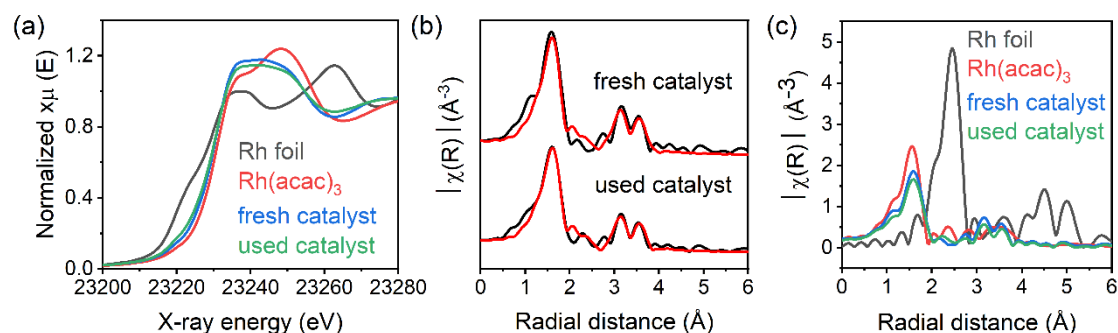 (a)
Normalized xμ (E)
1.2
0.8
0.4
0.0
Rh foil
Rh(acac)₃
fresh catalyst
used catalyst
23200 23220 23240 23260 23280
X-ray energy (eV)
(b)
|χ(R)| (Å⁻³)
fresh catalyst
used catalyst
0 1 2 3 4 5 6
Radial distance (Å)
(c)
|χ(R)| (Å⁻³)
5
4
3
2
1
0
Rh foil
Rh(acac)₃
fresh catalyst
used catalyst
0 1 2 3 4 5 6
Radial distance (Å)